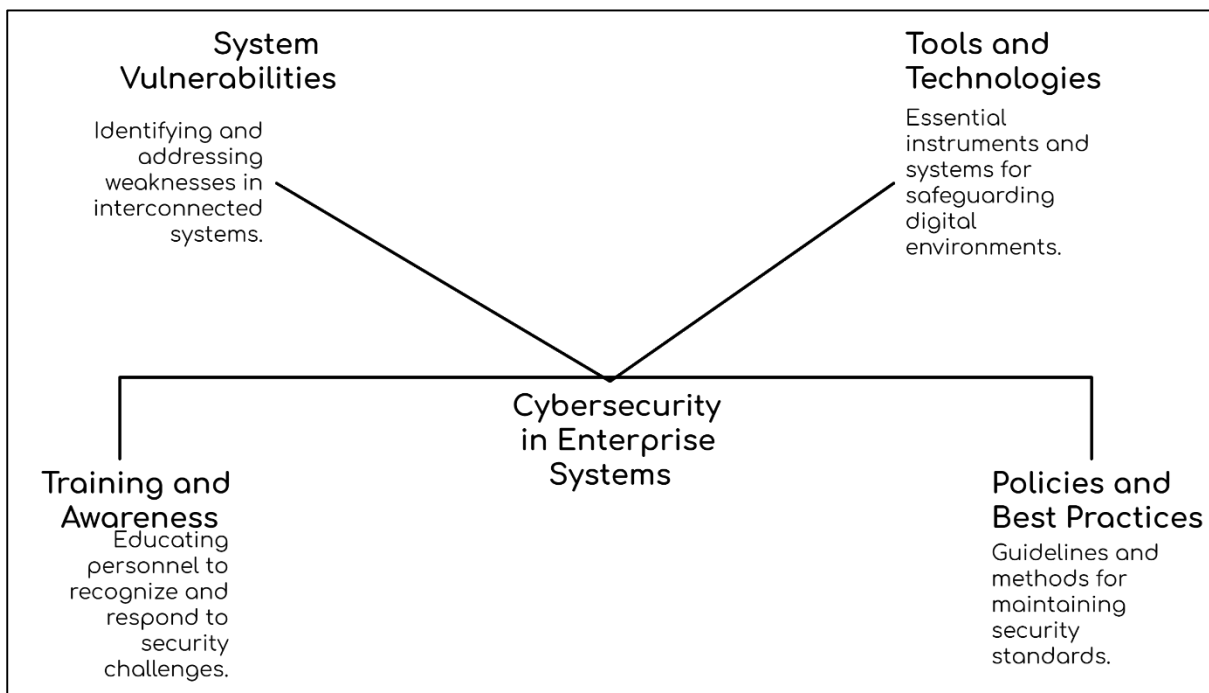 System
Vulnerabilities
Identifying and
addressing
weaknesses in
interconnected
systems.
Tools and
Technologies
Essential
instruments and
systems for
safeguarding
digital
environments.
Cybersecurity
in Enterprise
Systems
Training and
Awareness
Educating
personnel to
recognize and
respond to
security
challenges.
Policies and
Best Practices
Guidelines and
methods for
maintaining
security
standards.